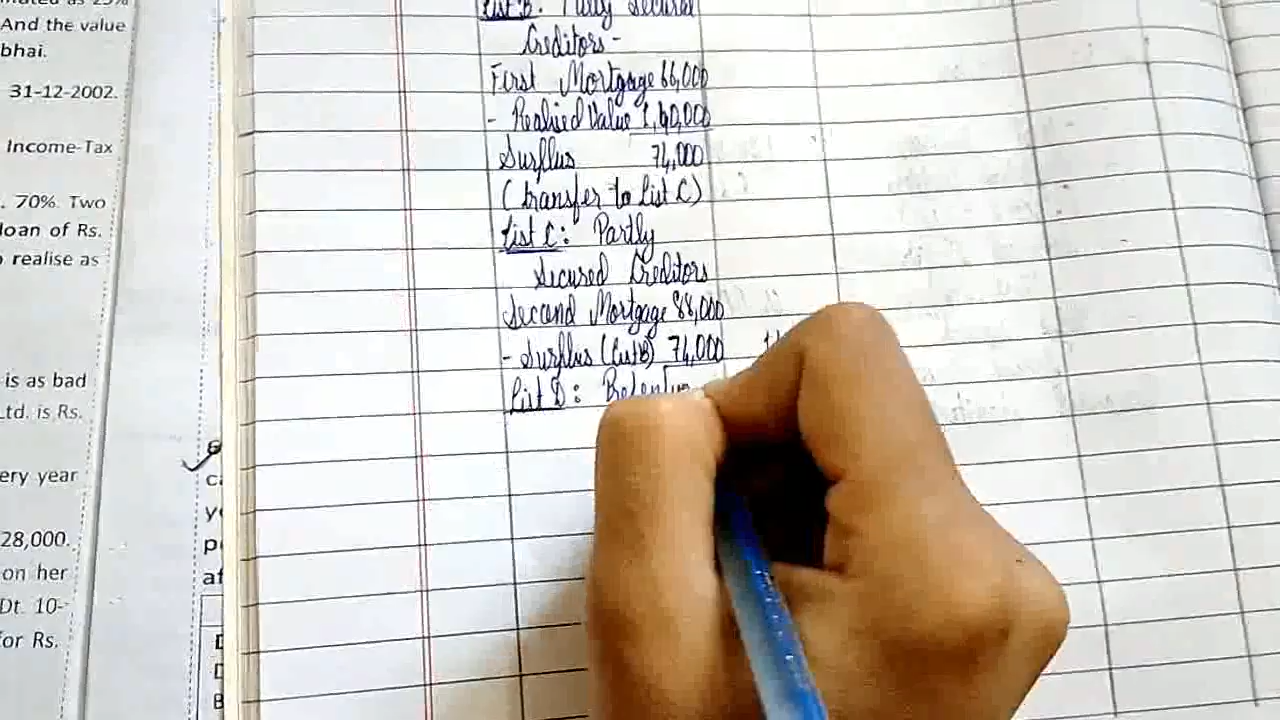 And the value
bhai.
31-12-2002.
Income-Tax
. 70%. Two
loan of Rs.
realise as
is as bad
Ltd. is Rs.
ery year
28,000.
on her
Dt. 10-
for Rs.
List B: Fully Secured
Creditors -
First Mortgage 66,000
- Realised Value 1,40,000
Surplus 74,000
(transfer to List C)
List C: Partly
Secured Creditors
Second Mortgage 88,000
- Surplus (List B) 74,000
List D: